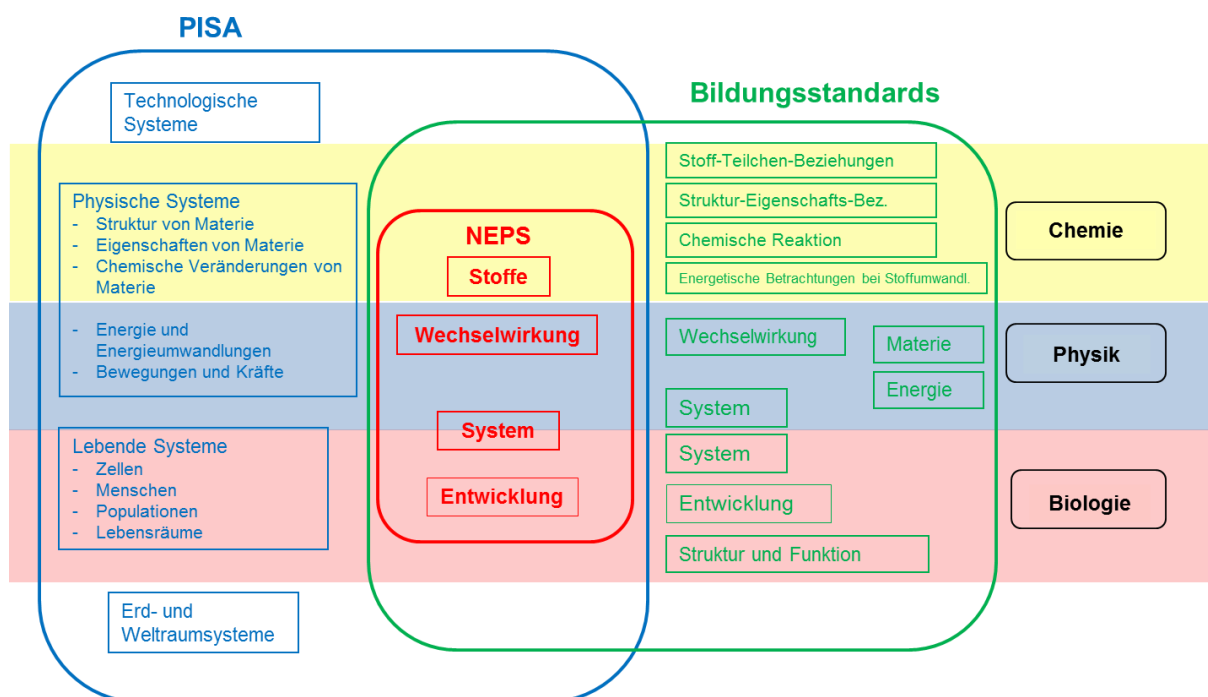 PISA
Technologische
Systeme
Physische Systeme
- Struktur von Materie
- Eigenschaften von Materie
- Chemische Veränderungen von
Materie
- Energie und
Energieumwandlungen
- Bewegungen und Kräfte
Lebende Systeme
- Zellen
- Menschen
- Populationen
- Lebensräume
Erd- und
Weltraumsysteme
NEPS
Stoffe
Wechselwirkung
System
Entwicklung
Bildungsstandards
Stoff-Teilchen-Beziehungen
Struktur-Eigenschafts-Bez.
Chemische Reaktion
Energetische Betrachtungen bei Stoffumwandl.
Wechselwirkung
Materie
Energie
System
System
Entwicklung
Struktur und Funktion
Chemie
Physik
Biologie